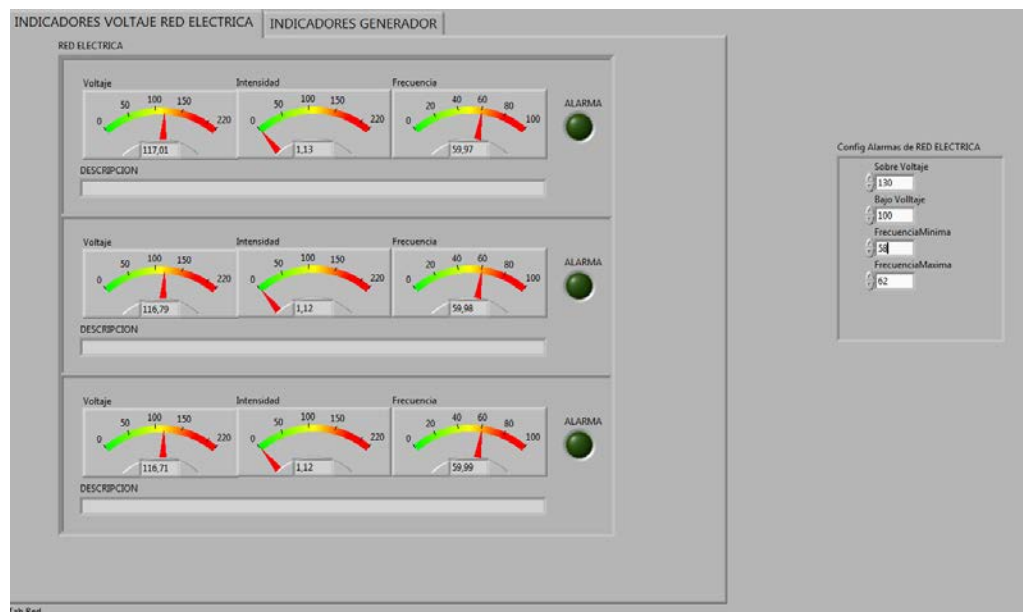 INDICADORES VOLTAJE RED ELECTRICA INDICADORES GENERADOR
RED ELECTRICA
Voltaje Intensidad Frecuencia
0 50 100 150 220 0 50 100 150 220 0 20 40 60 80 100 ALARMA
117,01 1,13 59,97
DESCRIPCION
Voltaje Intensidad Frecuencia
0 50 100 150 220 0 50 100 150 220 0 20 40 60 80 100 ALARMA
116,79 1,12 59,98
DESCRIPCION
Voltaje Intensidad Frecuencia
0 50 100 150 220 0 50 100 150 220 0 20 40 60 80 100 ALARMA
116,71 1,12 59,99
DESCRIPCION
Config Alarmas de RED ELECTRICA
Sobre Voltaje
130
Bajo Volltaje
100
FrecuenciaMinima
58
FrecuenciaMaxima
62